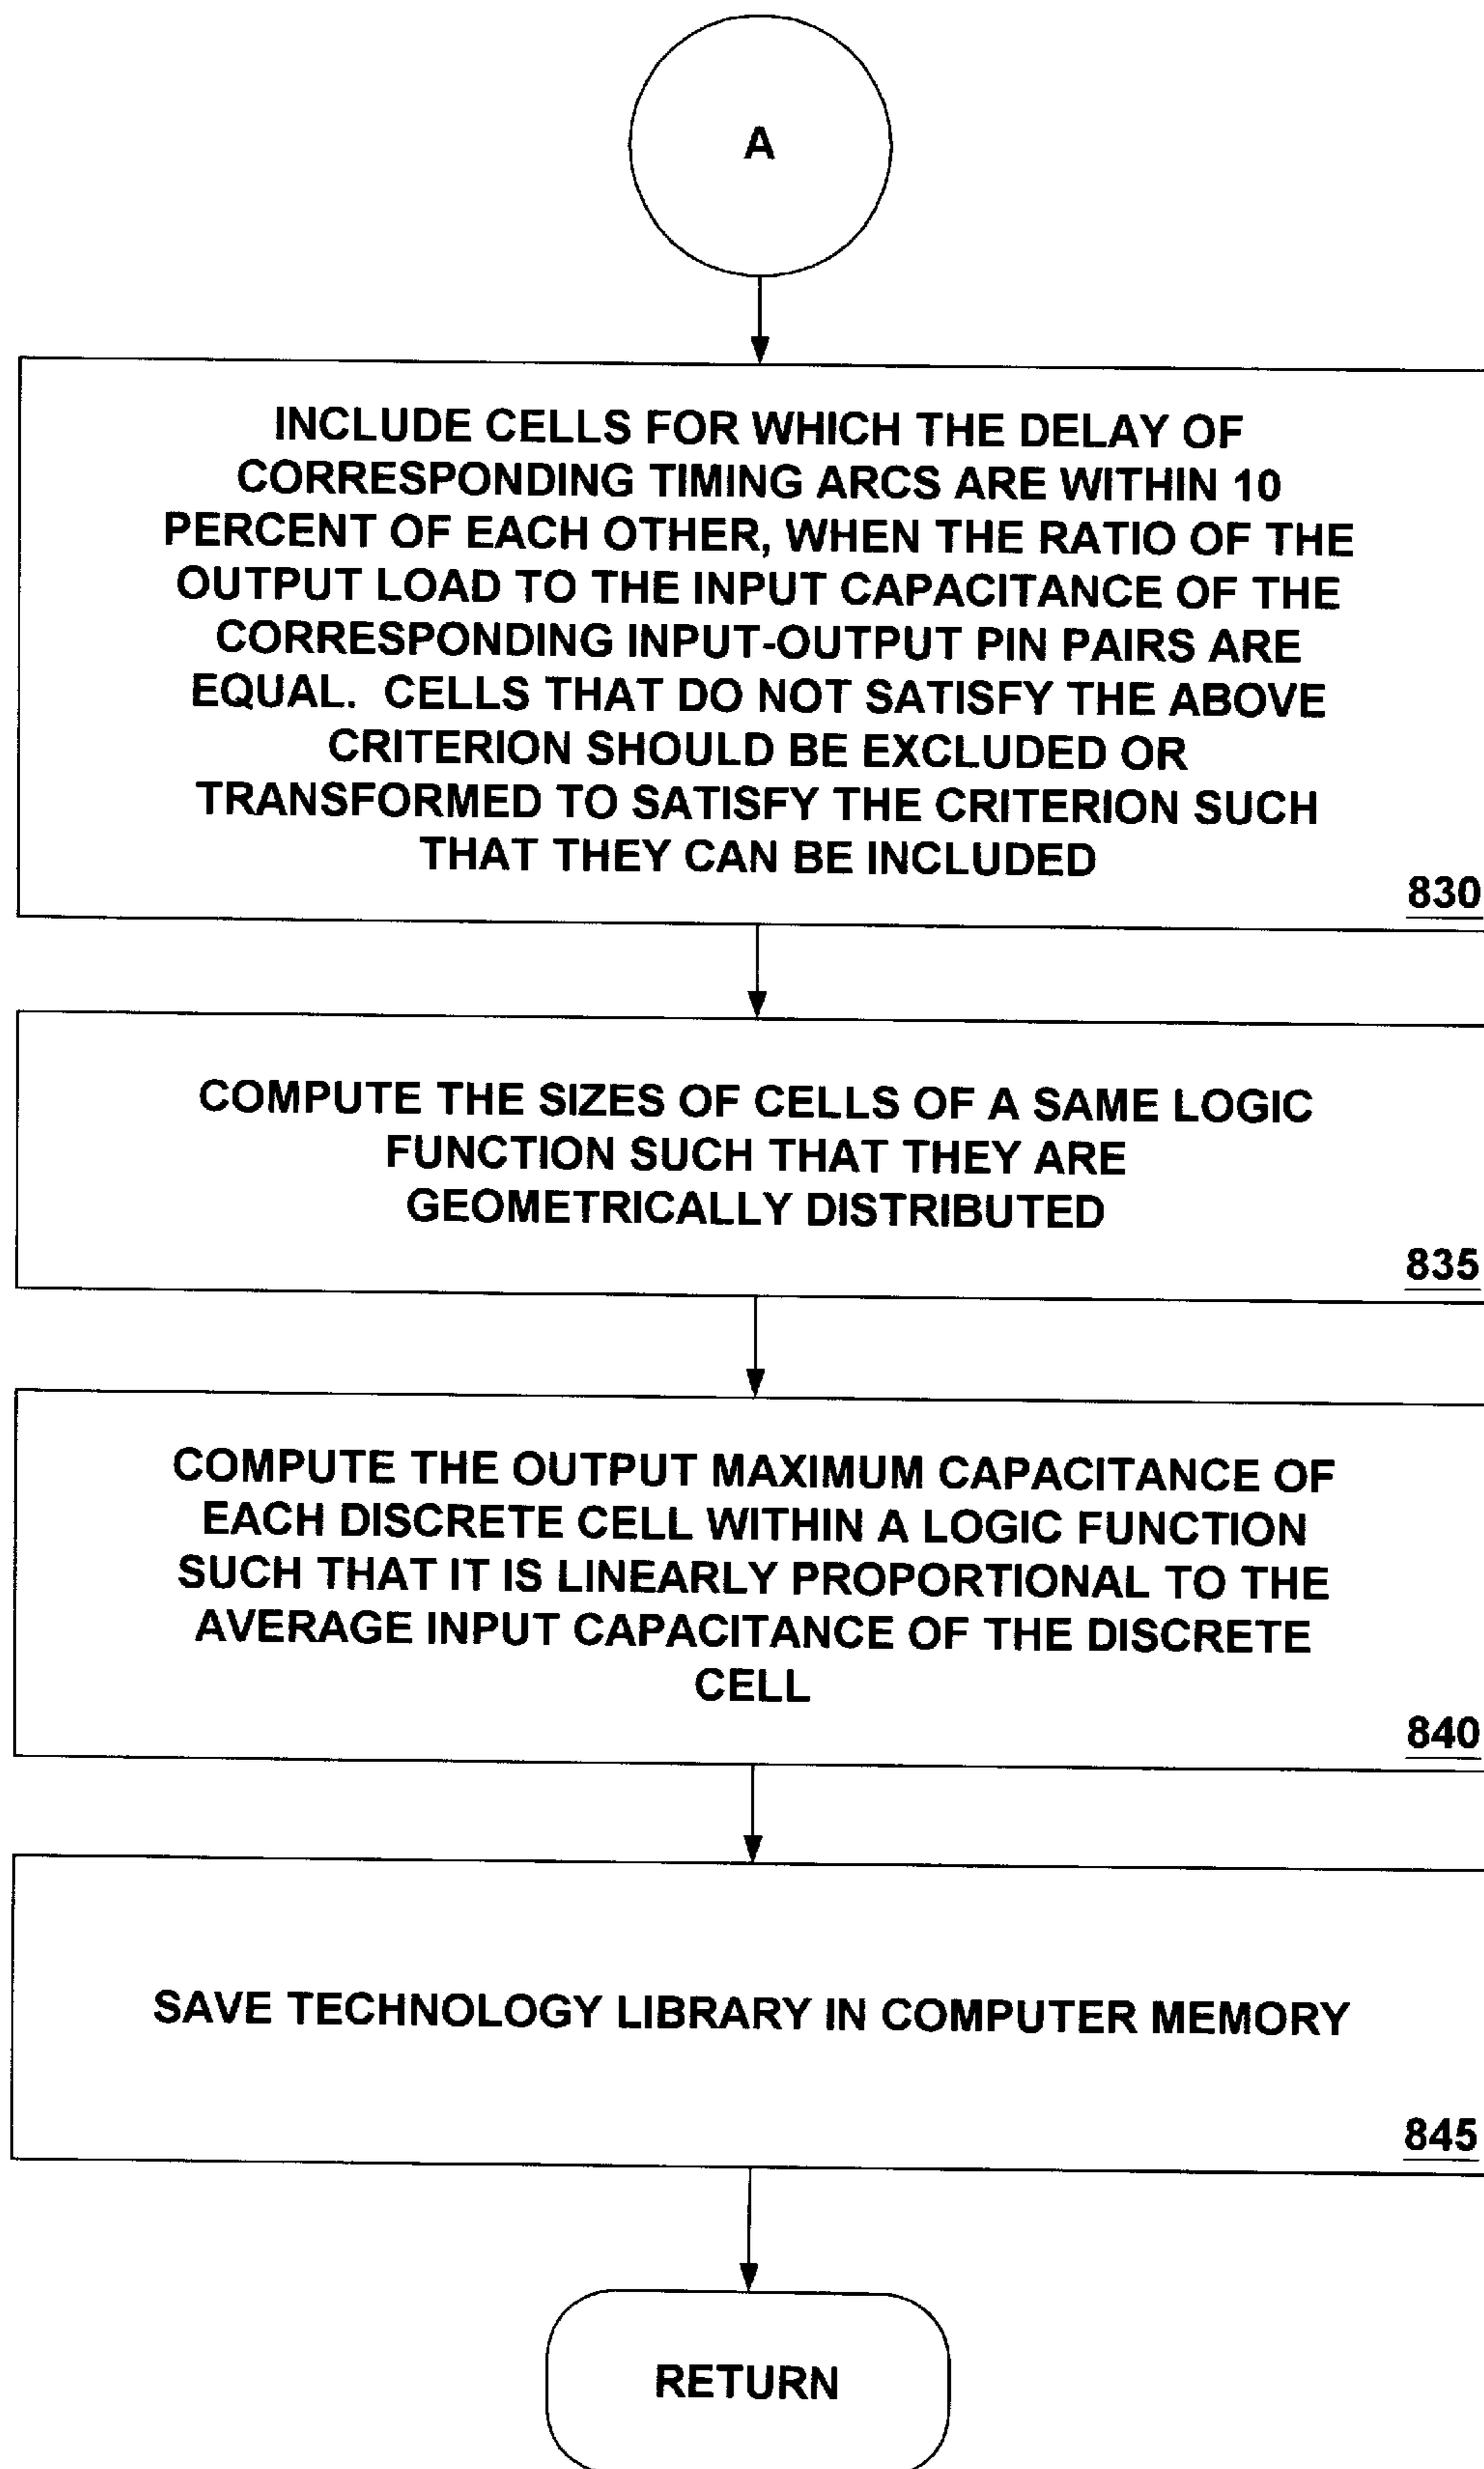 A
INCLUDE CELLS FOR WHICH THE DELAY OF
CORRESPONDING TIMING ARCS ARE WITHIN 10
PERCENT OF EACH OTHER, WHEN THE RATIO OF THE
OUTPUT LOAD TO THE INPUT CAPACITANCE OF THE
CORRESPONDING INPUT-OUTPUT PIN PAIRS ARE
EQUAL. CELLS THAT DO NOT SATISFY THE ABOVE
CRITERION SHOULD BE EXCLUDED OR
TRANSFORMED TO SATISFY THE CRITERION SUCH
THAT THEY CAN BE INCLUDED
830
COMPUTE THE SIZES OF CELLS OF A SAME LOGIC
FUNCTION SUCH THAT THEY ARE
GEOMETRICALLY DISTRIBUTED
835
COMPUTE THE OUTPUT MAXIMUM CAPACITANCE OF
EACH DISCRETE CELL WITHIN A LOGIC FUNCTION
SUCH THAT IT IS LINEARLY PROPORTIONAL TO THE
AVERAGE INPUT CAPACITANCE OF THE DISCRETE
CELL
840
SAVE TECHNOLOGY LIBRARY IN COMPUTER MEMORY
845
RETURN